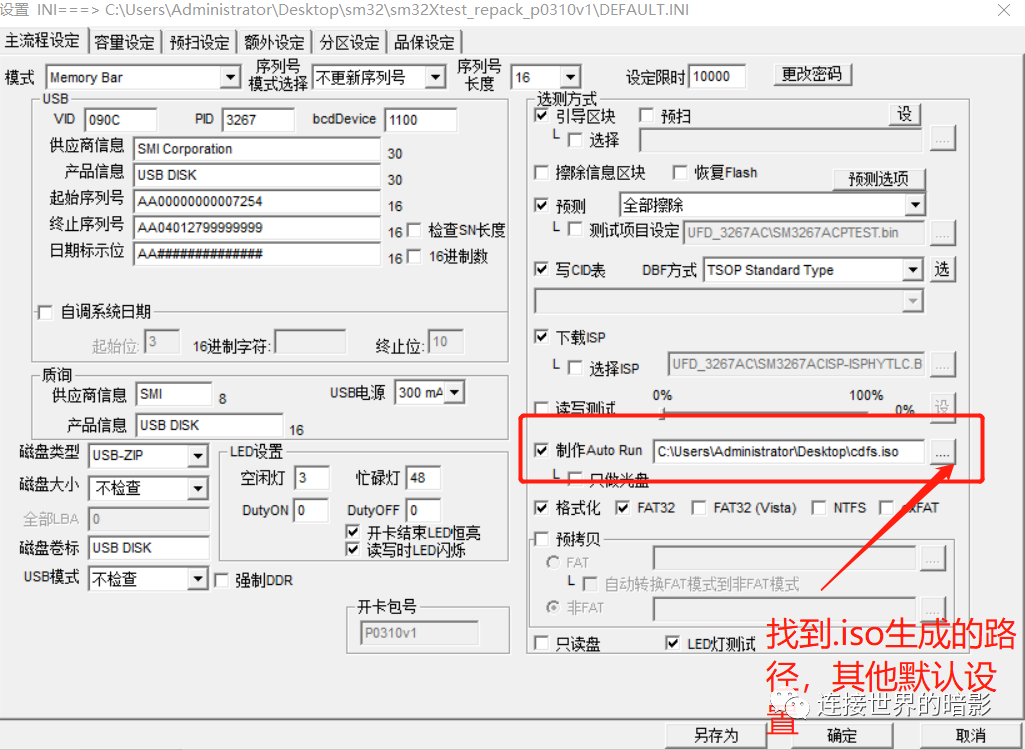 设置 INI===> C:\Users\Administrator\Desktop\sm32\sm32Xtest_repack_p0310v1\DEFAULT.INI
主流程设定 容量设定 预扫设定 额外设定 分区设定 品保设定
模式 Memory Bar 序列号模式选择 不更新序列号 序列号长度 16 设定限时 10000 更改密码
USB
VID 090C PID 3267 bcdDevice 1100
供应商信息 SMI Corporation 30
产品信息 USB DISK 30
起始序列号 AA00000000007254 16
终止序列号 AA04012799999999 16 检查SN长度
日期标示位 AA############## 16 16进制数
自调系统日期
起始位: 3 16进制字符: 终止位: 10
质询
供应商信息 SMI 8 USB电源 300 mA
产品信息 USB DISK 16
磁盘类型 USB-ZIP
磁盘大小 不检查
全部LBA 0
磁盘卷标 USB DISK
USB模式 不检查 强制DDR
LED设置
空闲灯 3 忙碌灯 48
DutyON 0 DutyOFF 0
开卡结束LED恒亮
读写时LED闪烁
开卡包号
P0310v1
选测方式
引导区块 预扫 设
选择 ....
擦除信息区块 恢复Flash 预测选项
预测 全部擦除
测试项目设定 UFD_3267AC\SM3267ACPTEST.bin ....
写CID表 DBF方式 TSOP Standard Type 选
下载ISP
选择ISP UFD_3267AC\SM3267ACISP-ISPHYTLC.B ....
读写测试 0% 100% 0% 设
制作Auto Run C:\Users\Administrator\Desktop\cdfs.iso ....
只做光盘
格式化 FAT32 FAT32 (Vista) NTFS exFAT
预拷贝
FAT ....
自动转换FAT模式到非FAT模式
非FAT ....
只读盘 LED灯测试
找到.iso生成的路
径，其他默认设
置
连接世界的暗影
另存为 确定 取消